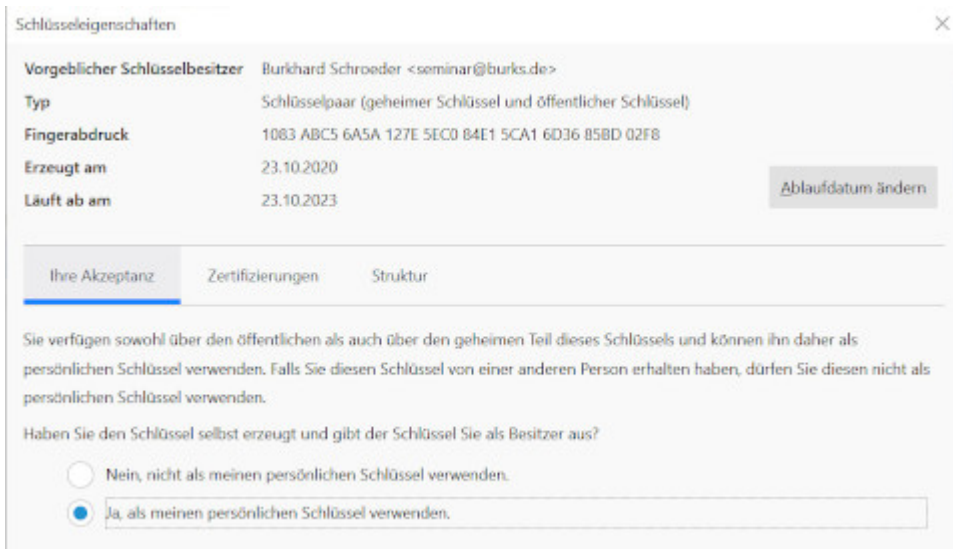 Schlüsseleigenschaften
Vorgeblicher Schlüsselbesitzer Burkhard Schroeder <seminar@burks.de>
Typ Schlüsselpaar (geheimer Schlüssel und öffentlicher Schlüssel)
Fingerabdruck 1083 ABC5 6A5A 127E 5EC0 84E1 5CA1 6D36 85BD 02F8
Erzeugt am 23.10.2020
Läuft ab am 23.10.2023
Ablaufdatum ändern
Ihre Akzeptanz Zertifizierungen Struktur
Sie verfügen sowohl über den öffentlichen als auch über den geheimen Teil dieses Schlüssels und können ihn daher als
persönlichen Schlüssel verwenden. Falls Sie diesen Schlüssel von einer anderen Person erhalten haben, dürfen Sie diesen nicht als
persönlichen Schlüssel verwenden.
Haben Sie den Schlüssel selbst erzeugt und gibt der Schlüssel Sie als Besitzer aus?
Nein, nicht als meinen persönlichen Schlüssel verwenden.
Ja, als meinen persönlichen Schlüssel verwenden.